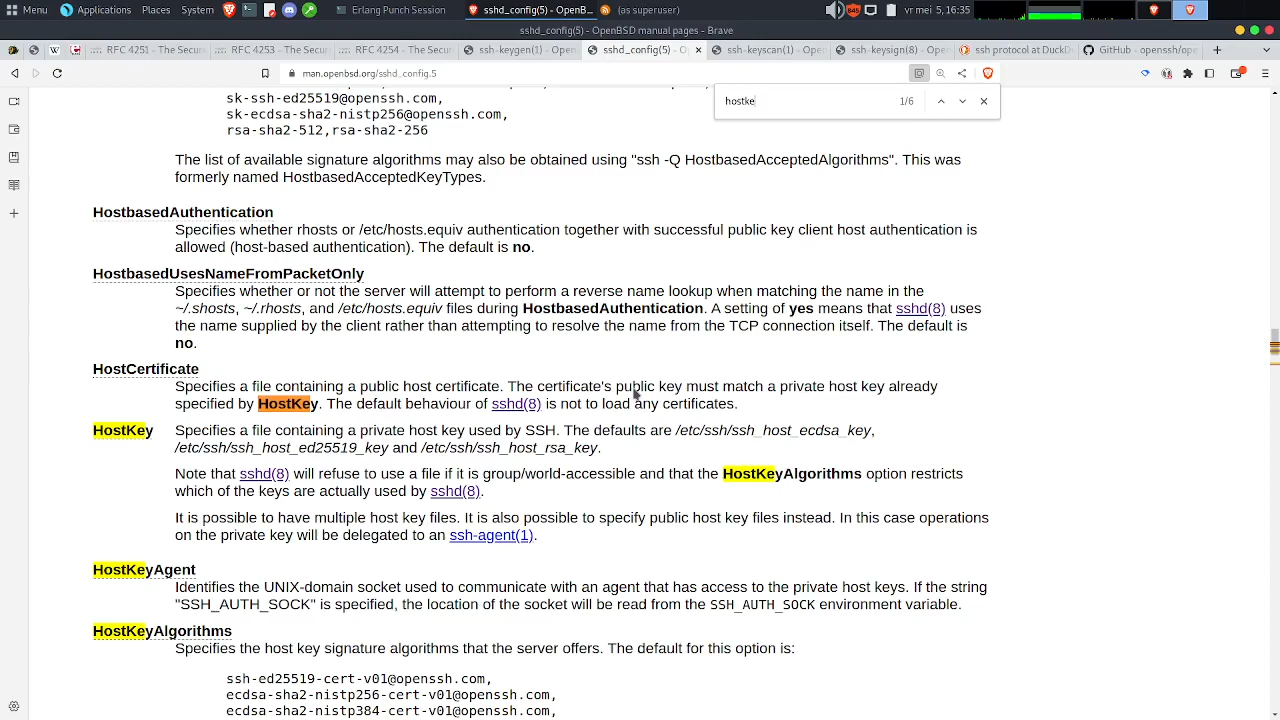 Menu Applications Places System Erlang Punch Session sshd_config(5) - OpenB... (as superuser) 845 vr mei 5, 16:35
sshd_config(5) - OpenBSD manual pages - Brave
RFC 4251 - The Secu RFC 4253 - The Secu RFC 4254 - The Secu ssh-keygen(1) - Open sshd_config(5) - O ssh-keyscan(1) - Ope ssh-keysign(8) - Ope ssh protocol at DuckD GitHub - openssh/ope
man.openbsd.org/sshd_config.5
hostke 1/6
sk-ssh-ed25519@openssh.com,
sk-ecdsa-sha2-nistp256@openssh.com,
rsa-sha2-512,rsa-sha2-256
The list of available signature algorithms may also be obtained using "ssh -Q HostbasedAcceptedAlgorithms". This was
formerly named HostbasedAcceptedKeyTypes.
HostbasedAuthentication
Specifies whether rhosts or /etc/hosts.equiv authentication together with successful public key client host authentication is
allowed (host-based authentication). The default is no.
HostbasedUsesNameFromPacketOnly
Specifies whether or not the server will attempt to perform a reverse name lookup when matching the name in the
~/.shosts, ~/.rhosts, and /etc/hosts.equiv files during HostbasedAuthentication. A setting of yes means that sshd(8) uses
the name supplied by the client rather than attempting to resolve the name from the TCP connection itself. The default is
no.
HostCertificate
Specifies a file containing a public host certificate. The certificate's public key must match a private host key already
specified by HostKey. The default behaviour of sshd(8) is not to load any certificates.
HostKey Specifies a file containing a private host key used by SSH. The defaults are /etc/ssh/ssh_host_ecdsa_key,
/etc/ssh/ssh_host_ed25519_key and /etc/ssh/ssh_host_rsa_key.
Note that sshd(8) will refuse to use a file if it is group/world-accessible and that the HostKeyAlgorithms option restricts
which of the keys are actually used by sshd(8).
It is possible to have multiple host key files. It is also possible to specify public host key files instead. In this case operations
on the private key will be delegated to an ssh-agent(1).
HostKeyAgent
Identifies the UNIX-domain socket used to communicate with an agent that has access to the private host keys. If the string
"SSH_AUTH_SOCK" is specified, the location of the socket will be read from the SSH_AUTH_SOCK environment variable.
HostKeyAlgorithms
Specifies the host key signature algorithms that the server offers. The default for this option is:
ssh-ed25519-cert-v01@openssh.com,
ecdsa-sha2-nistp256-cert-v01@openssh.com,
ecdsa-sha2-nistp384-cert-v01@openssh.com,